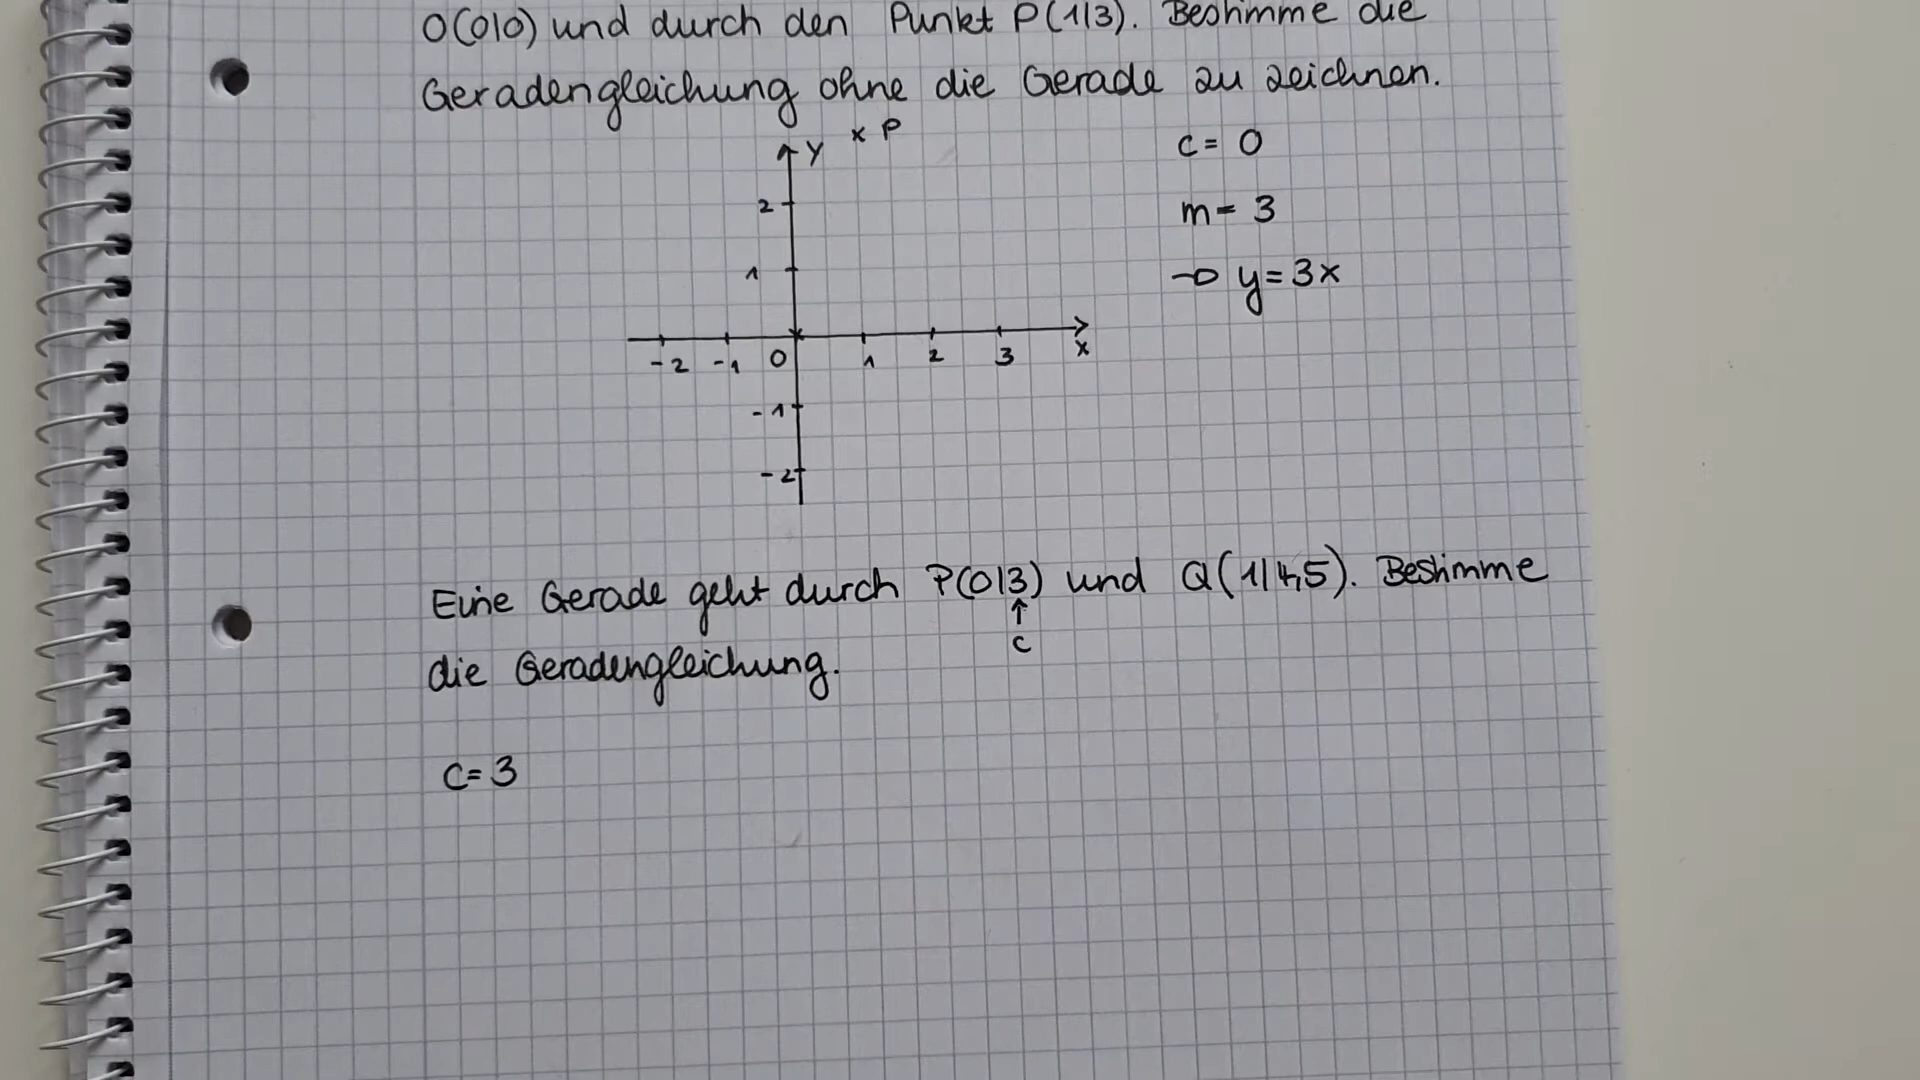 O(0|0) und durch den Punkt P(1|3). Bestimme die
Geradengleichung ohne die Gerade zu zeichnen.
x P
y
c = 0
2
m = 3
1
→ y = 3x
-2 -1 0 1 2 3 x
-1
-2
Eine Gerade geht durch P(0|3) und Q(1|4,5). Bestimme
↑
c
die Geradengleichung.
c = 3